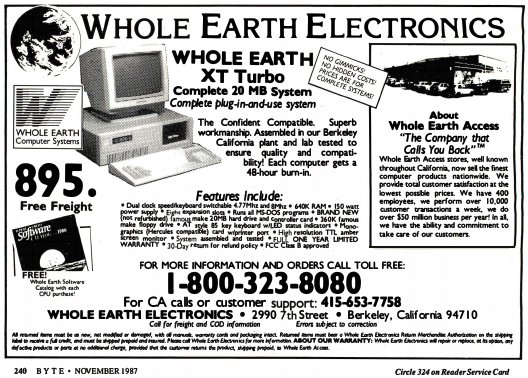 WHOLE EARTH ELECTRONICS
WHOLE EARTH
XT Turbo
Complete 20 MB System
Complete plug-in-and-use system
NO GIMMICKS!
NO HIDDEN COSTS!
PRICES ARE FOR
COMPLETE SYSTEMS!
WHOLE EARTH
Computer Systems
The Confident Compatible. Superb
workmanship. Assembled in our Berkeley
California plant and lab tested to
ensure quality and compati-
bility! Each computer gets a
48-hour burn-in.
895.
Free Freight
Software
FREE!
Whole Earth Software
Catalog with each
CPU purchase!
Features Include:
• Dual clock speed/keyboard switchable 4.77Mhz and 8Mhz • 640K RAM • 150 watt
power supply • Eight expansion slots • Runs all MS-DOS programs • BRAND NEW
(not refurbished) famous make 20MB hard drive and controller card • 360K famous
make floppy drive • AT style 85 key keyboard w/LED status indicators • Mono-
graphics (Hercules compatible) card w/printer port • High resolution TTL amber
screen monitor • System assembled and tested • FULL ONE YEAR LIMITED
WARRANTY • 30-Day return for refund policy • FCC Class B approved
About
Whole Earth Access
"The Company that
Calls You Back"™
Whole Earth Access stores, well known
throughout California, now sell the finest
computer products nationwide. We
provide total customer satisfaction at the
lowest possible prices. We have 400
employees, we perform over 10,000
customer transactions a week, we do
over $50 million business per year! In all,
we have the ability and commitment to
take care of our customers.
FOR MORE INFORMATION AND ORDERS CALL TOLL FREE:
1-800-323-8080
For CA calls or customer support: 415-653-7758
WHOLE EARTH ELECTRONICS • 2990 7th Street • Berkeley, California 94710
Call for freight and COD information Errors subject to correction
All returned items must be as new, not modified or damaged, with all manuals, warranty cards and packaging intact. Returned items must bear a Whole Earth Electronics Return Merchandise Authorization on the shipping
label to receive a full credit, and must be shipped prepaid and insured. Please call Whole Earth Electronics for more information. ABOUT OUR WARRANTY: Whole Earth Electronics will repair or replace, at its option, any
defective products or parts at no additional charge, provided that the customer returns the product, shipping prepaid, to Whole Earth Access.
240 BYTE • NOVEMBER 1987
Circle 324 on Reader Service Card